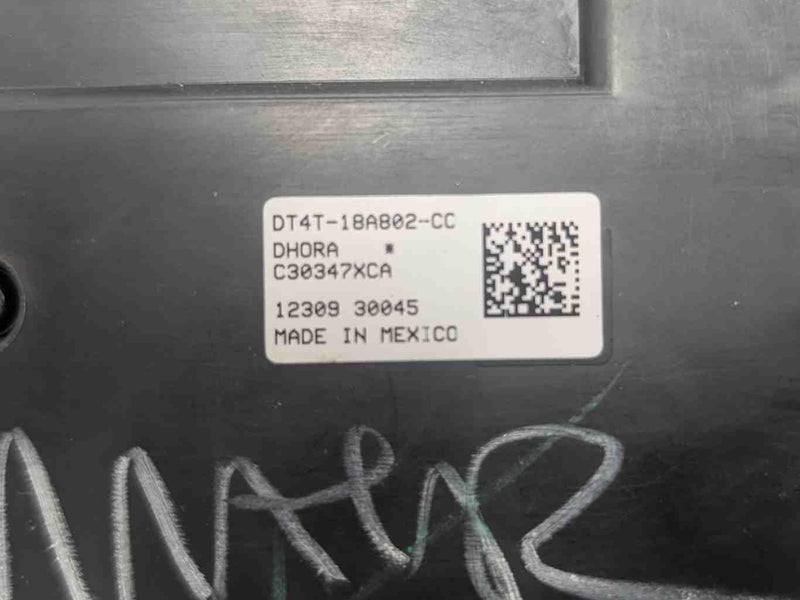 DT4T-18A802-CC
DHORA *
C30347XCA
12309 30045
MADE IN MEXICO